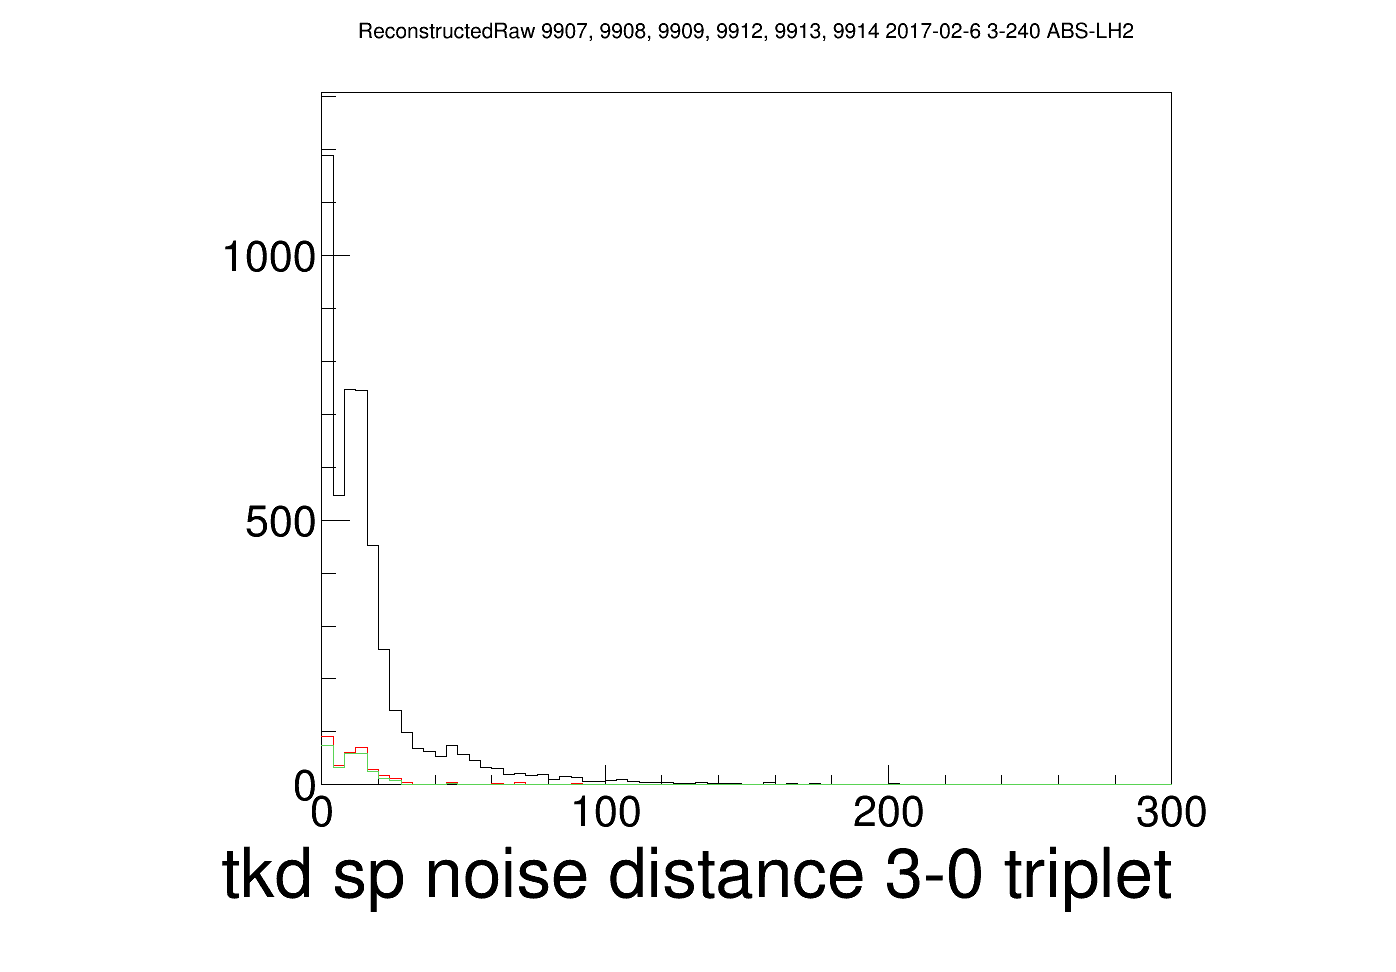 ReconstructedRaw 9907, 9908, 9909, 9912, 9913, 9914 2017-02-6 3-240 ABS-LH2
1000
500
0
0 100 200 300
tkd sp noise distance 3-0 triplet